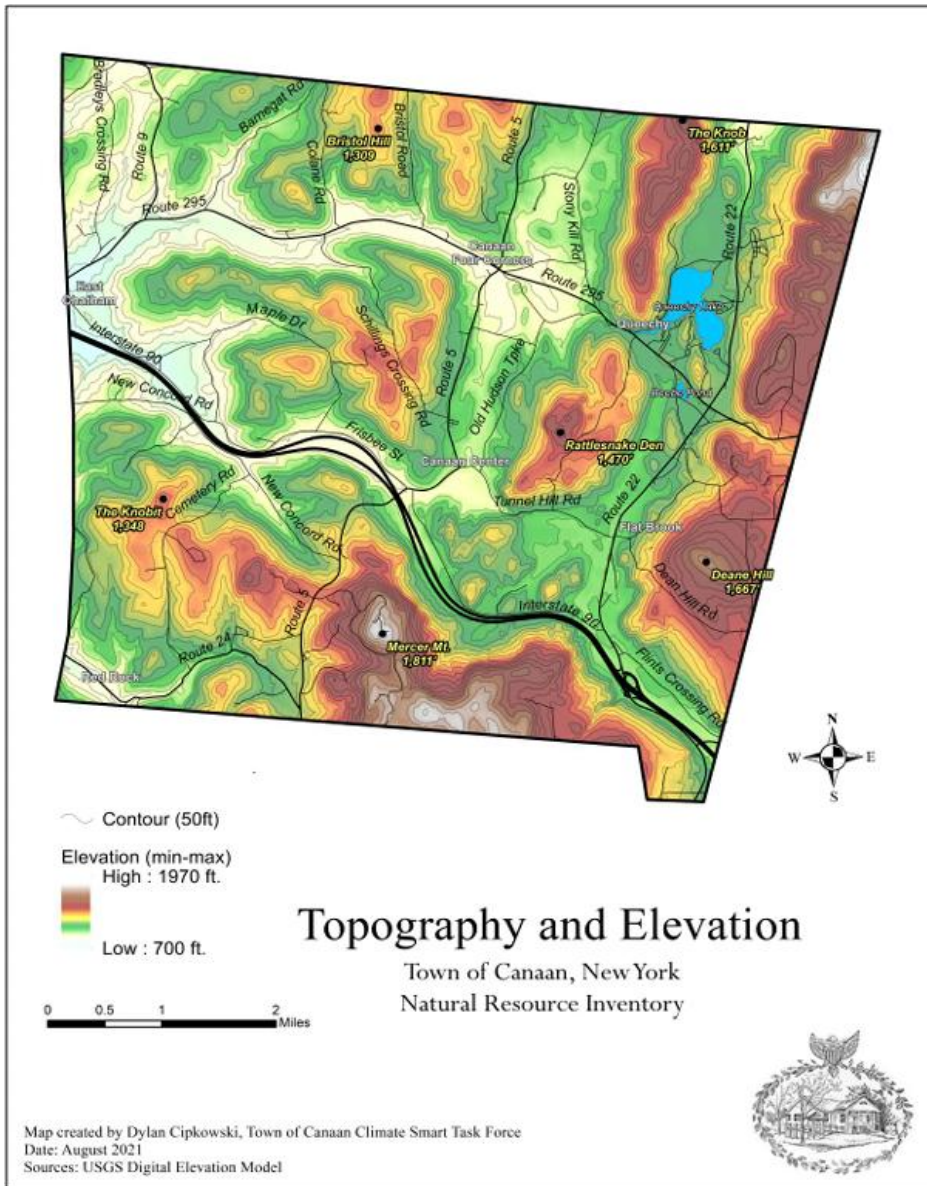 Bradleys Crossing Rd
Route 9
Barnegat Rd
Colane Rd
Bristol Hill
1,309
Bristol Road
Route 5
The Knob
1,611'
Stony Kill Rd
Route 22
Route 295
Canaan
Four Corners
Route 295
East
Chatham
Queechy Lake
Queechy
Maple Dr
Schillings Crossing Rd
Route 5
Old Hudson Tpke
Interstate 90
New Concord Rd
Frisbee St
Rattlesnake Den
1,470'
Canaan Center
Route 22
The Knobit
1,348
Cemetery Rd
New Concord Rd
Tunnel Hill Rd
Flat Brook
Deane Hill
1,667'
Dean Hill Rd
Route 5
Interstate 90
Mercer Mt.
1,811'
Route 24
Red Rock
Flints Crossing Rd
N
W
E
S
Contour (50ft)
Elevation (min-max)
High : 1970 ft.
Low : 700 ft.
Topography and Elevation
Town of Canaan, New York
Natural Resource Inventory
0 0.5 1 2
Miles
Map created by Dylan Cipkowski, Town of Canaan Climate Smart Task Force
Date: August 2021
Sources: USGS Digital Elevation Model